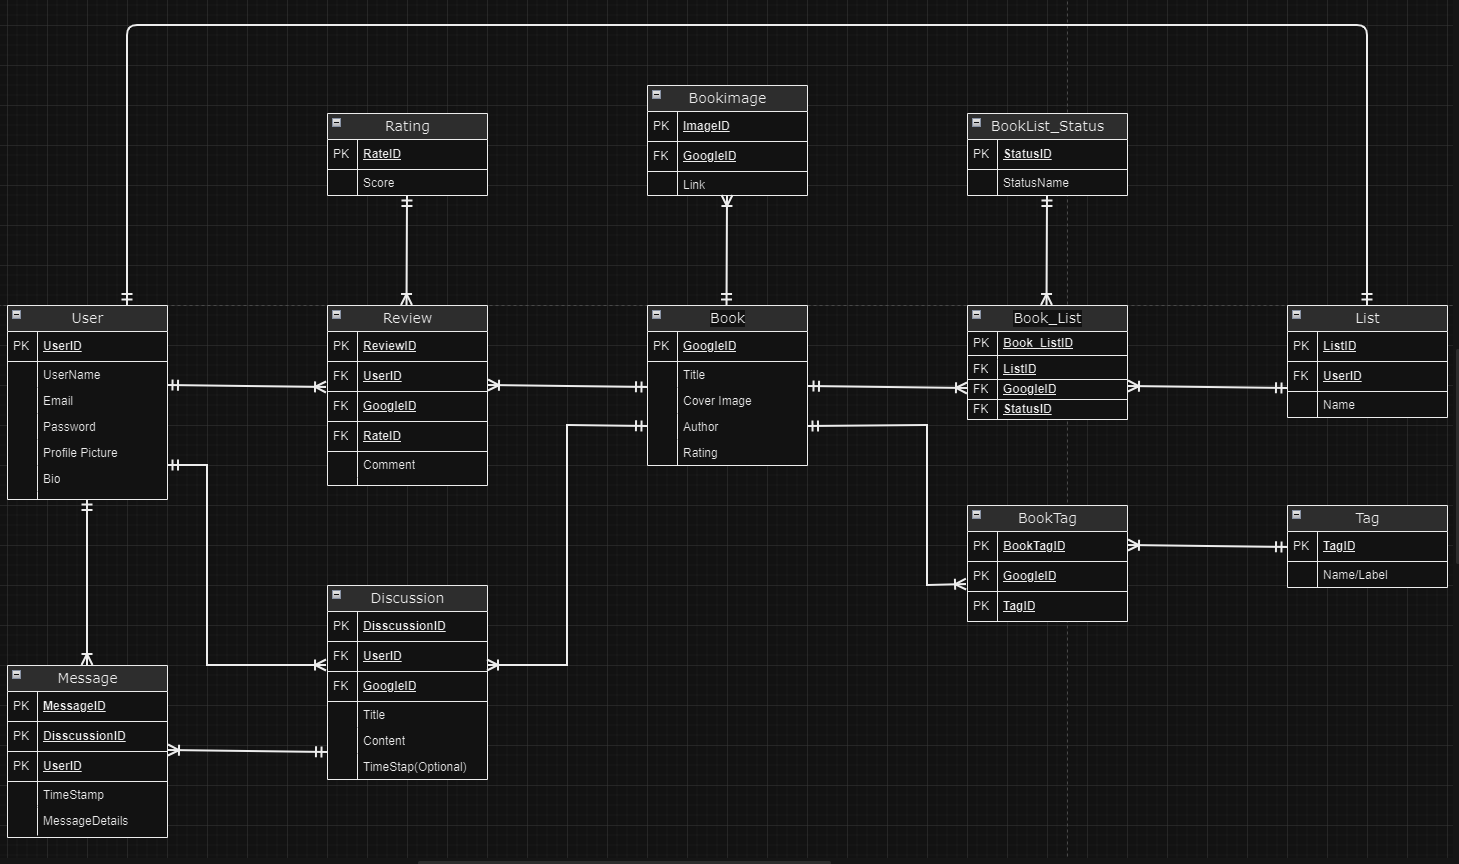 Bookimage
PK ImageID
FK GoogleID
Link
Rating
PK RateID
Score
BookList_Status
PK StatusID
StatusName
User
PK UserID
UserName
Email
Password
Profile Picture
Bio
Review
PK ReviewID
FK UserID
FK GoogleID
FK RateID
Comment
Book
PK GoogleID
Title
Cover Image
Author
Rating
Book_List
PK Book_ListID
FK ListID
FK GoogleID
FK StatusID
List
PK ListID
FK UserID
Name
BookTag
PK BookTagID
PK GoogleID
PK TagID
Tag
PK TagID
Name/Label
Discussion
PK DisscussionID
FK UserID
FK GoogleID
Title
Content
TimeStap(Optional)
Message
PK MessageID
PK DisscussionID
PK UserID
TimeStamp
MessageDetails